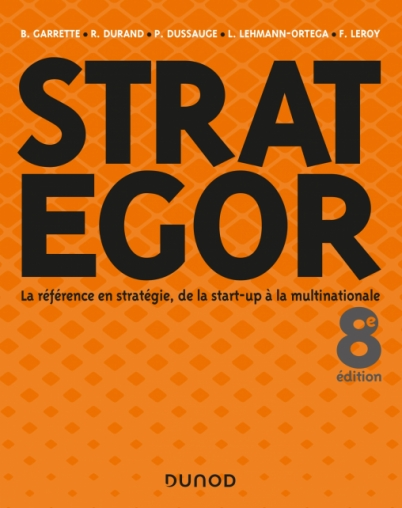 B. GARRETTE • R. DURAND • P. DUSSAUGE • L. LEHMANN-ORTEGA • F. LEROY
STRAT
EGOR
La référence en stratégie, de la start-up à la multinationale
8e
édition
DUNOD